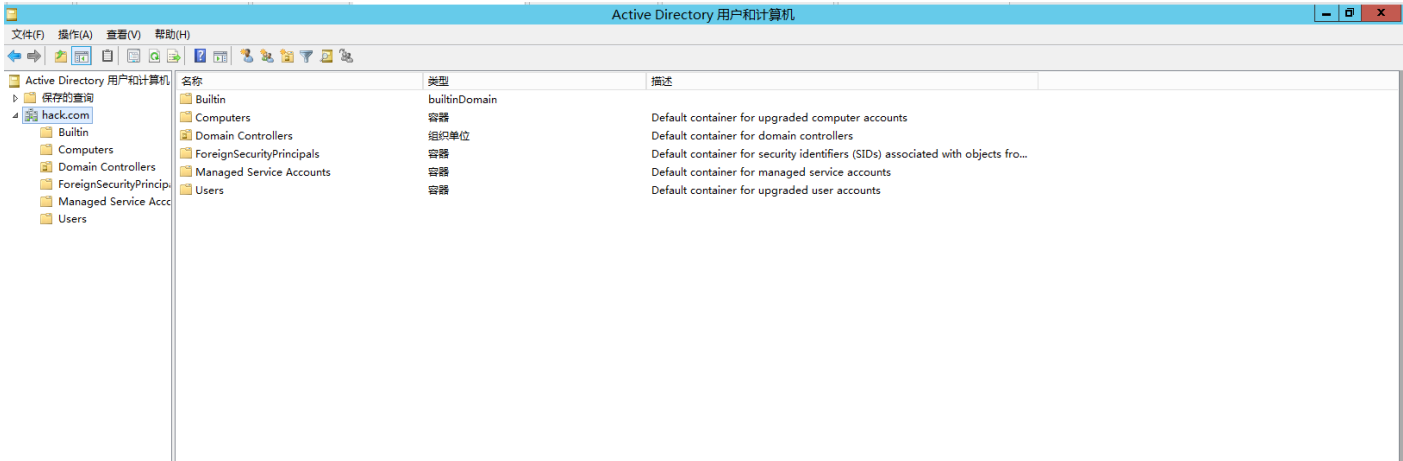 Active Directory 用户和计算机
文件(F) 操作(A) 查看(V) 帮助(H)
Active Directory 用户和计算机
保存的查询
hack.com
Builtin
Computers
Domain Controllers
ForeignSecurityPrincip
Managed Service Acc
Users
名称 类型 描述
Builtin builtinDomain
Computers 容器 Default container for upgraded computer accounts
Domain Controllers 组织单位 Default container for domain controllers
ForeignSecurityPrincipals 容器 Default container for security identifiers (SIDs) associated with objects fro...
Managed Service Accounts 容器 Default container for managed service accounts
Users 容器 Default container for upgraded user accounts